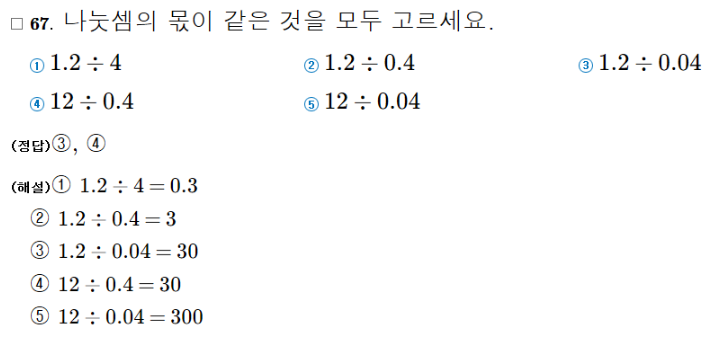 □ 67. 나눗셈의 몫이 같은 것을 모두 고르세요.
① 1.2 ÷ 4 ② 1.2 ÷ 0.4 ③ 1.2 ÷ 0.04
④ 12 ÷ 0.4 ⑤ 12 ÷ 0.04
(정답)③, ④
(해설)① 1.2 ÷ 4 = 0.3
② 1.2 ÷ 0.4 = 3
③ 1.2 ÷ 0.04 = 30
④ 12 ÷ 0.4 = 30
⑤ 12 ÷ 0.04 = 300